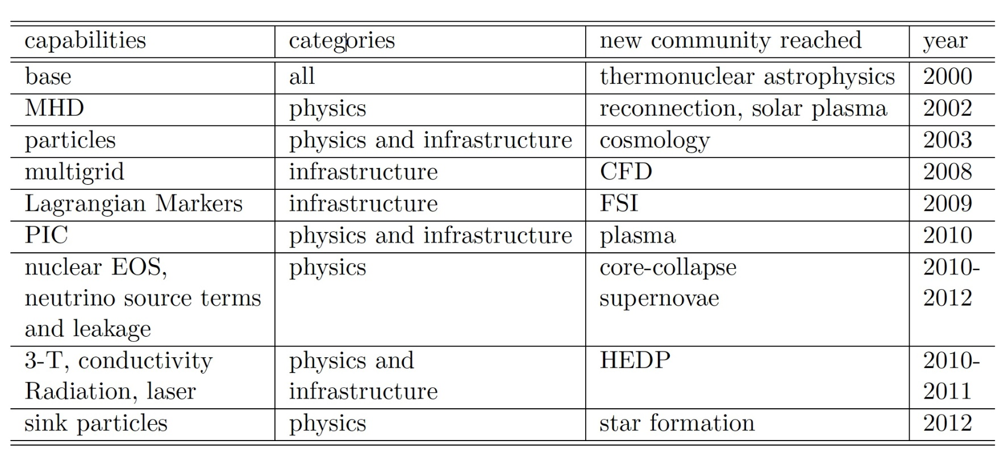 capabilities categories new community reached year
base all thermonuclear astrophysics 2000
MHD physics reconnection, solar plasma 2002
particles physics and infrastructure cosmology 2003
multigrid infrastructure CFD 2008
Lagrangian Markers infrastructure FSI 2009
PIC physics and infrastructure plasma 2010
nuclear EOS, physics core-collapse 2010-
neutrino source terms supernovae 2012
and leakage
3-T, conductivity physics and HEDP 2010-
Radiation, laser infrastructure 2011
sink particles physics star formation 2012